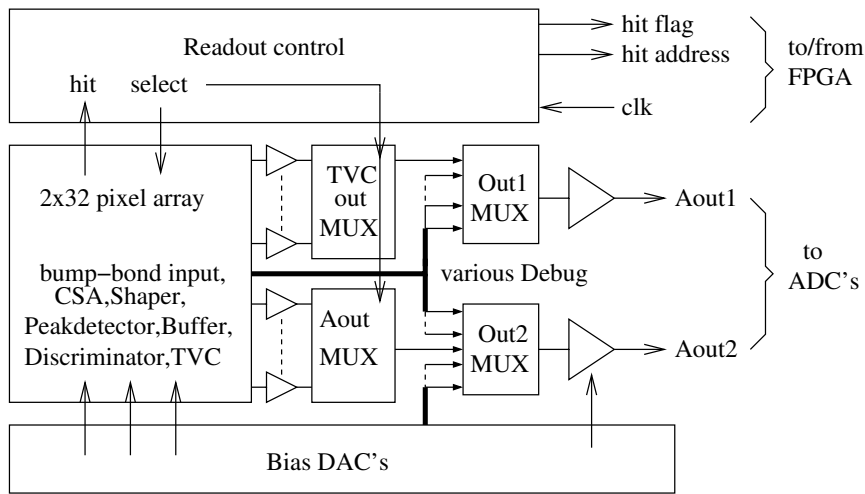 Readout control
hit select
hit flag
hit address
clk
to/from
FPGA
2x32 pixel array
bump−bond input,
CSA,Shaper,
Peakdetector,Buffer,
Discriminator,TVC
TVC
out
MUX
Out1
MUX
Aout1
various Debug
to
ADC's
Aout
MUX
Out2
MUX
Aout2
Bias DAC's